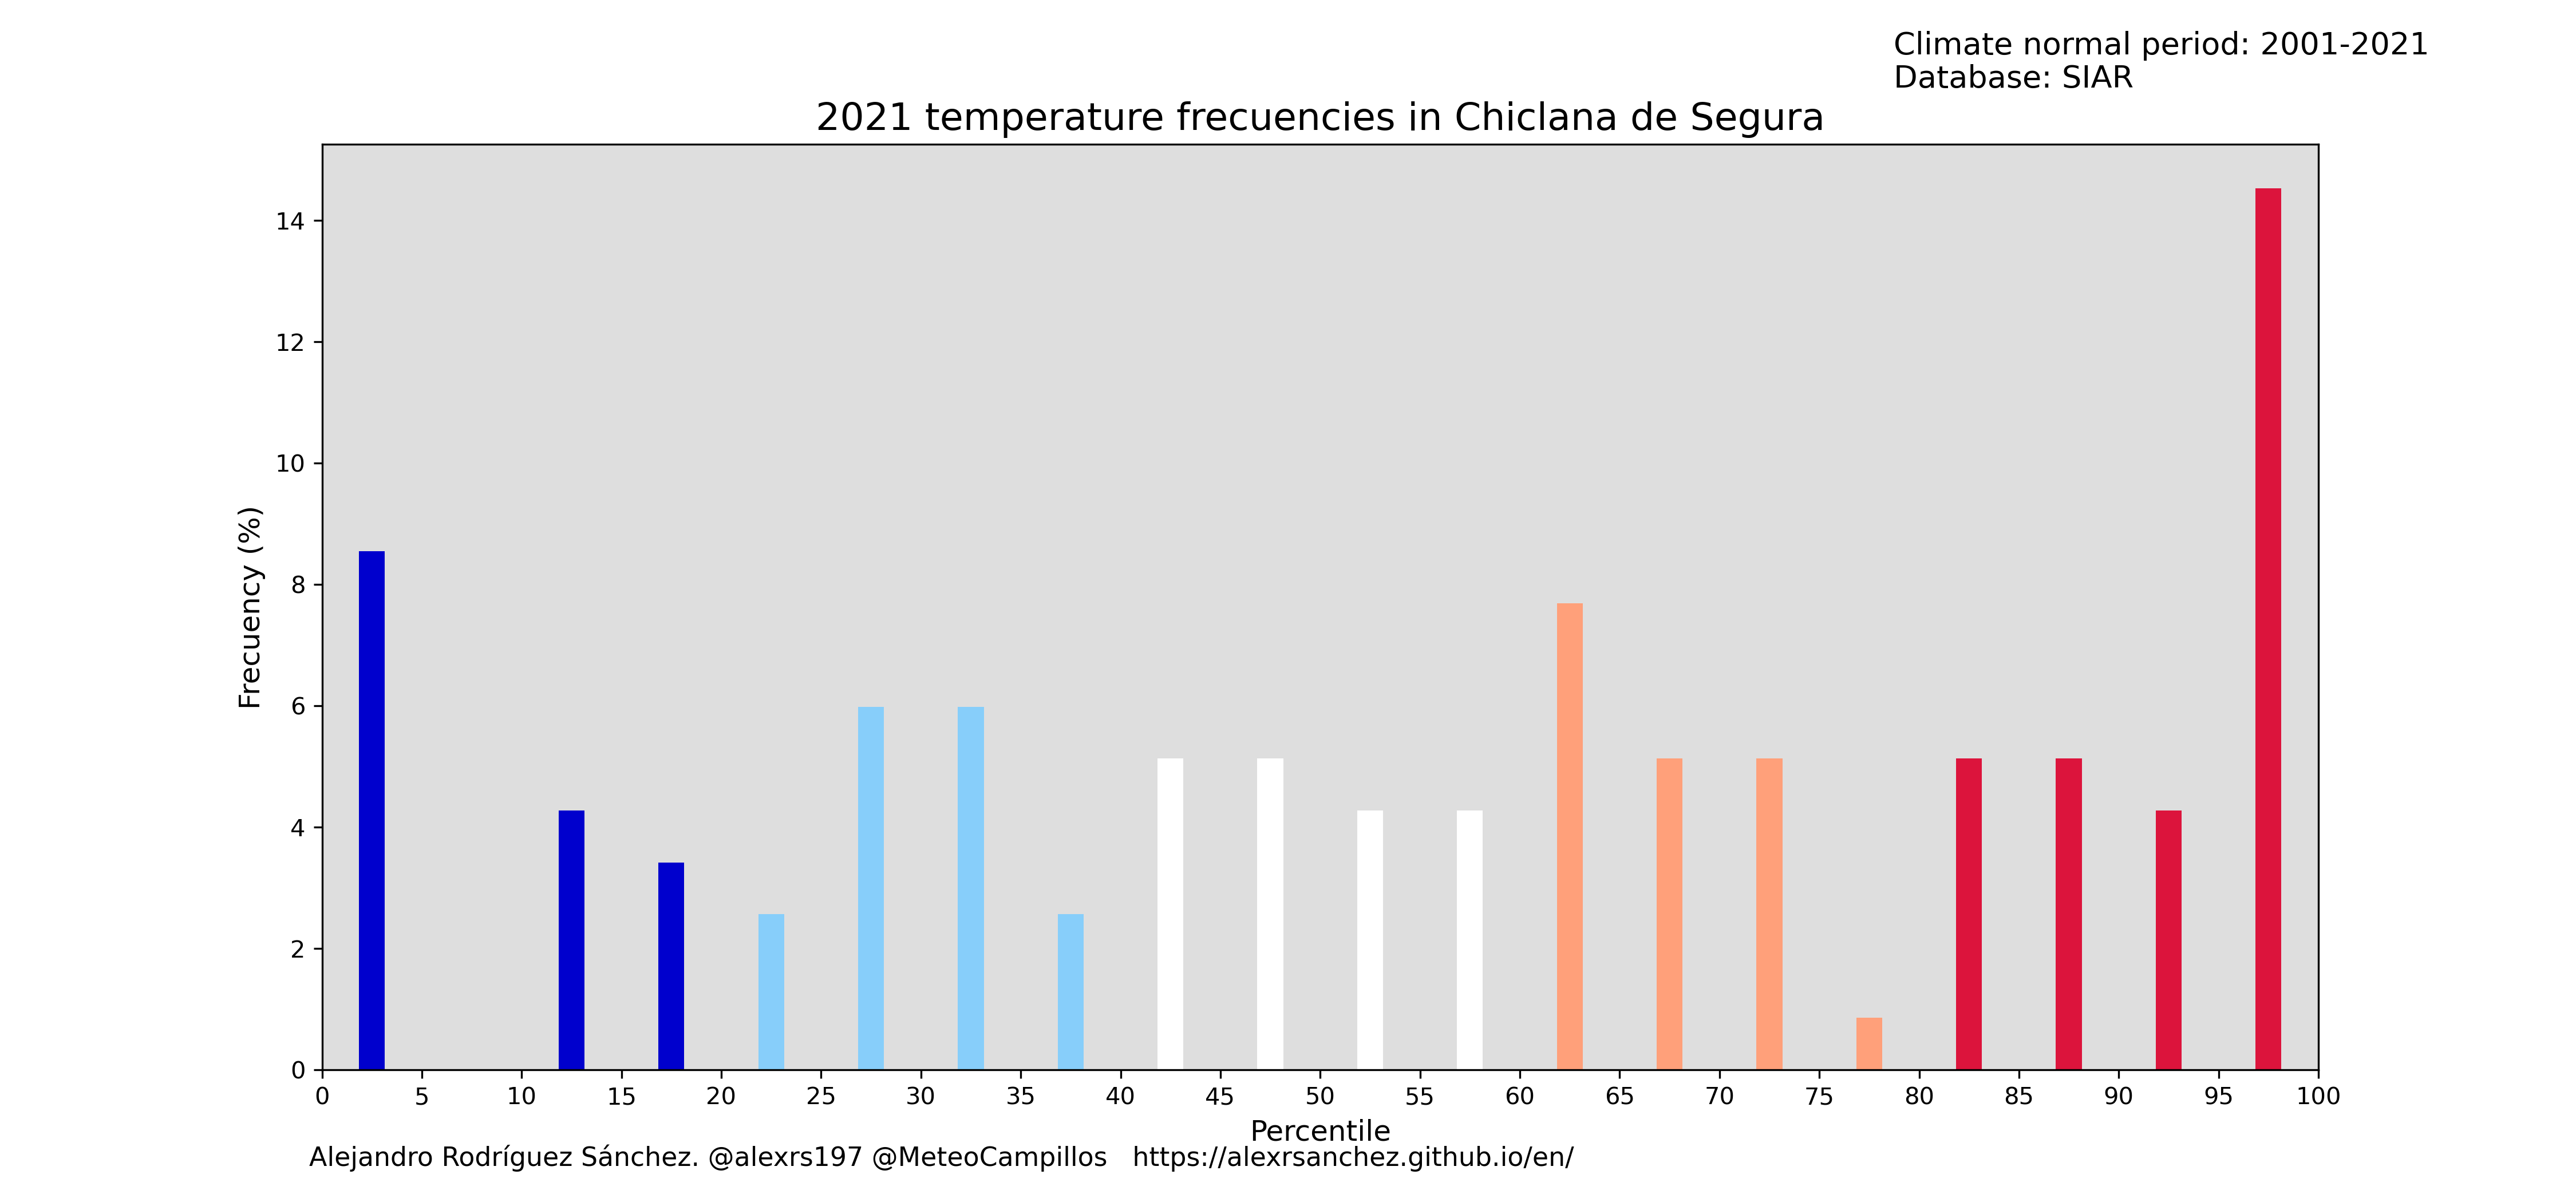 Climate normal period: 2001-2021
Database: SIAR
2021 temperature frecuencies in Chiclana de Segura
14
12
10
8
6
4
2
0
Frecuency (%)
0 5 10 15 20 25 30 35 40 45 50 55 60 65 70 75 80 85 90 95 100
Percentile
Alejandro Rodríguez Sánchez. @alexrs197 @MeteoCampillos https://alexrsanchez.github.io/en/